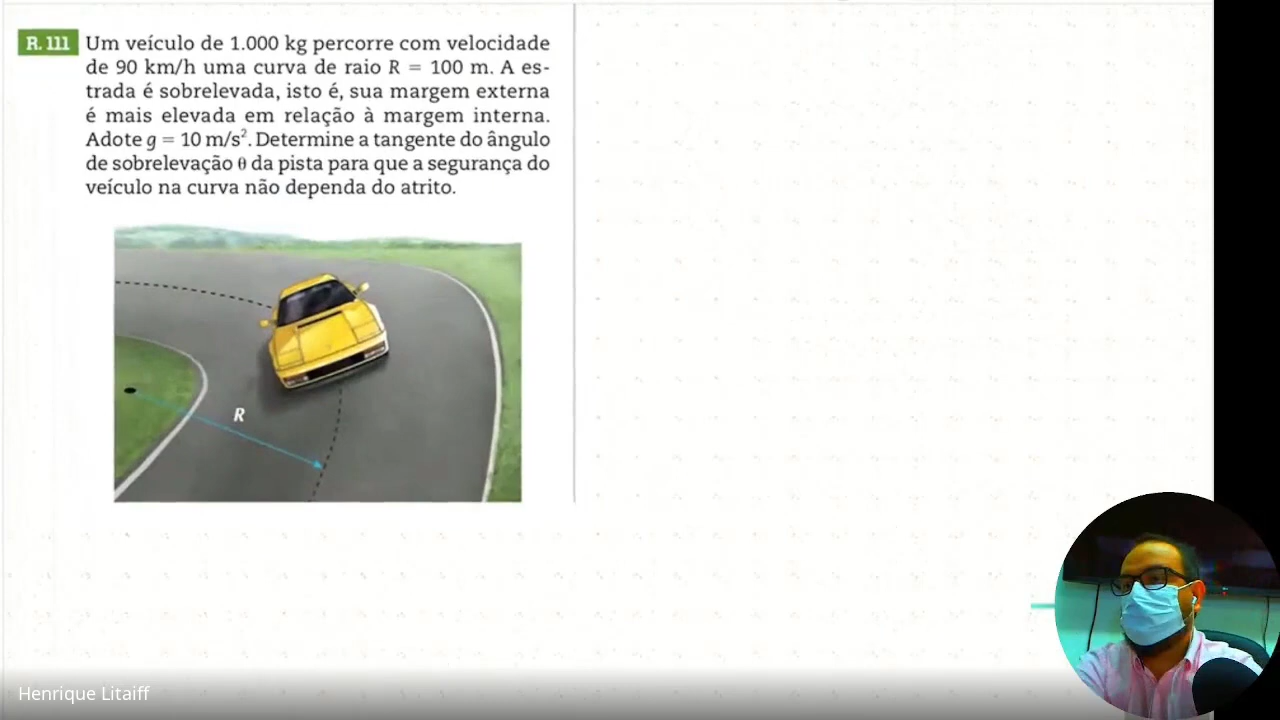 R. 111 Um veículo de 1.000 kg percorre com velocidade
de 90 km/h uma curva de raio R = 100 m. A es-
trada é sobrelevada, isto é, sua margem externa
é mais elevada em relação à margem interna.
Adote g = 10 m/s². Determine a tangente do ângulo
de sobrelevação θ da pista para que a segurança do
veículo na curva não dependa do atrito.
R
Henrique Litaiff